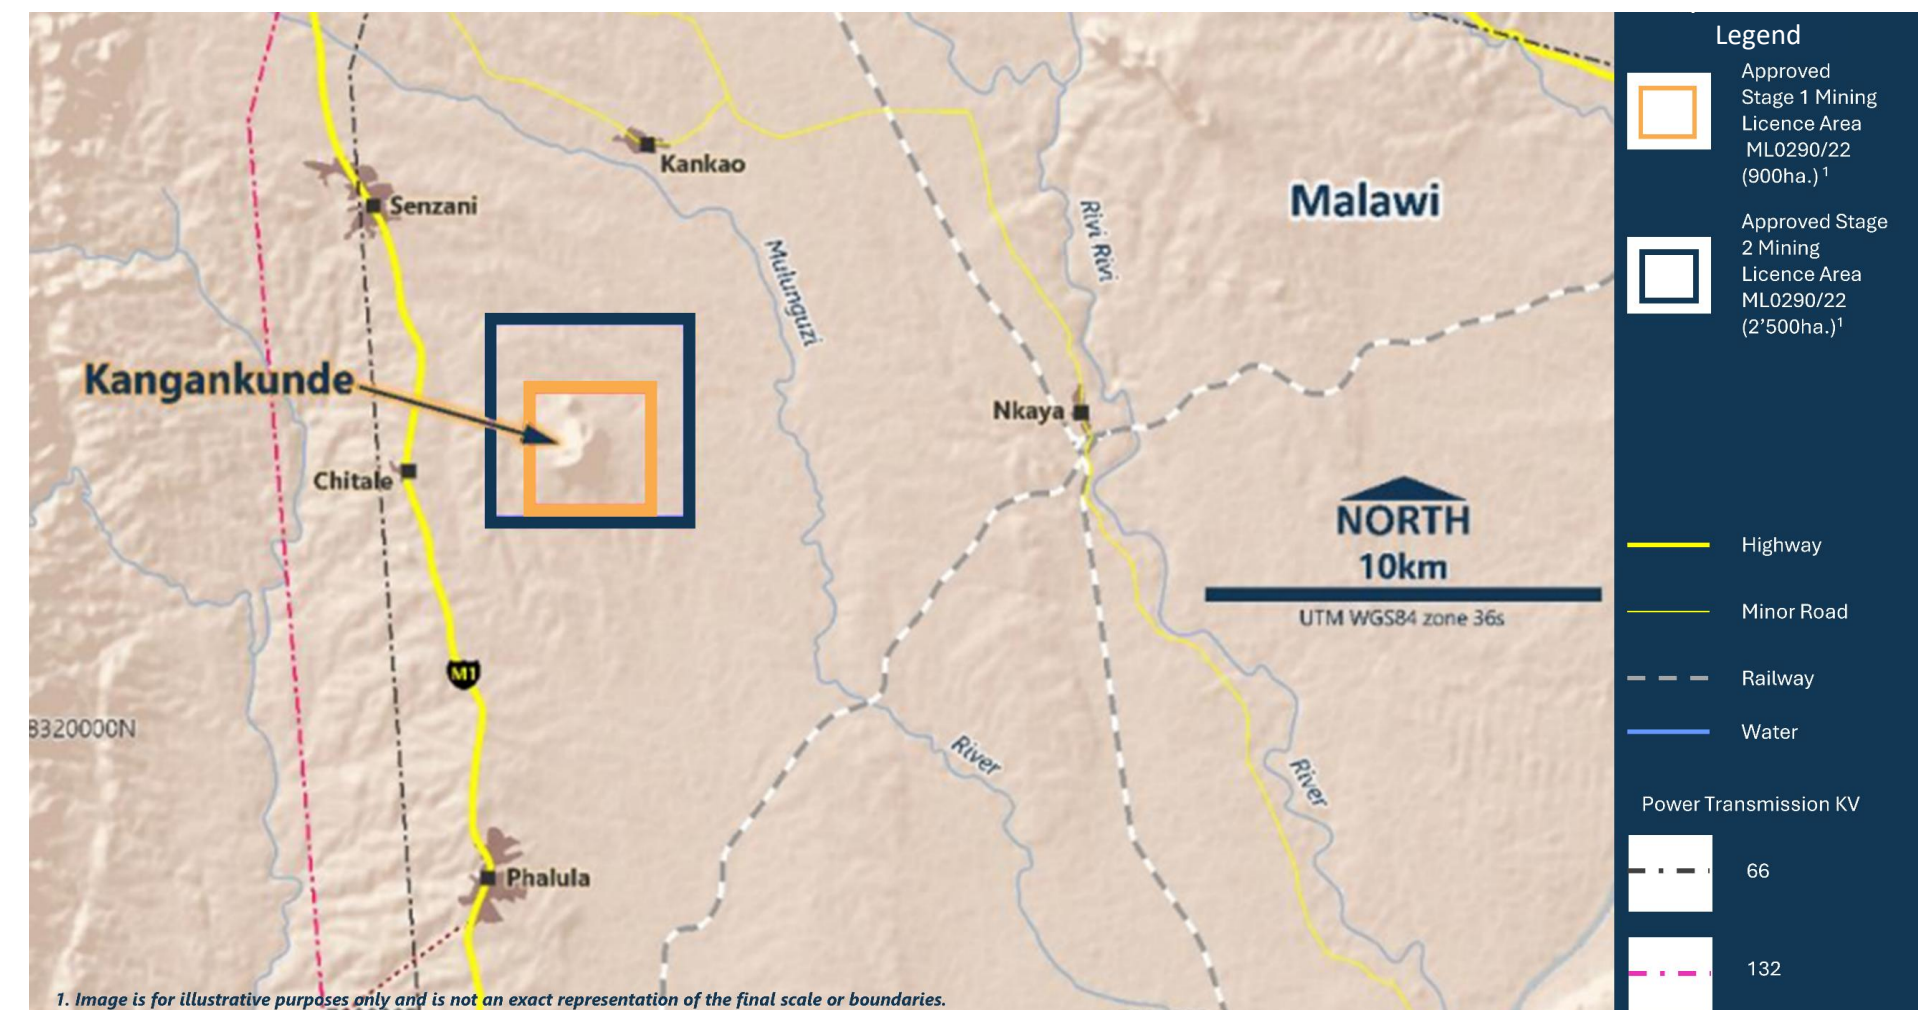 Kankao
Senzani
Malawi
Rivi Rivi
Mulunguzi
Kangankunde
Nkaya
Chitale
NORTH
10km
UTM WGS84 zone 36s
M1
8320000N
River
River
Phalula
1. Image is for illustrative purposes only and is not an exact representation of the final scale or boundaries.
Legend
Approved
Stage 1 Mining
Licence Area
ML0290/22
(900ha.) 1
Approved Stage
2 Mining
Licence Area
ML0290/22
(2'500ha.)1
Highway
Minor Road
Railway
Water
Power Transmission KV
66
132